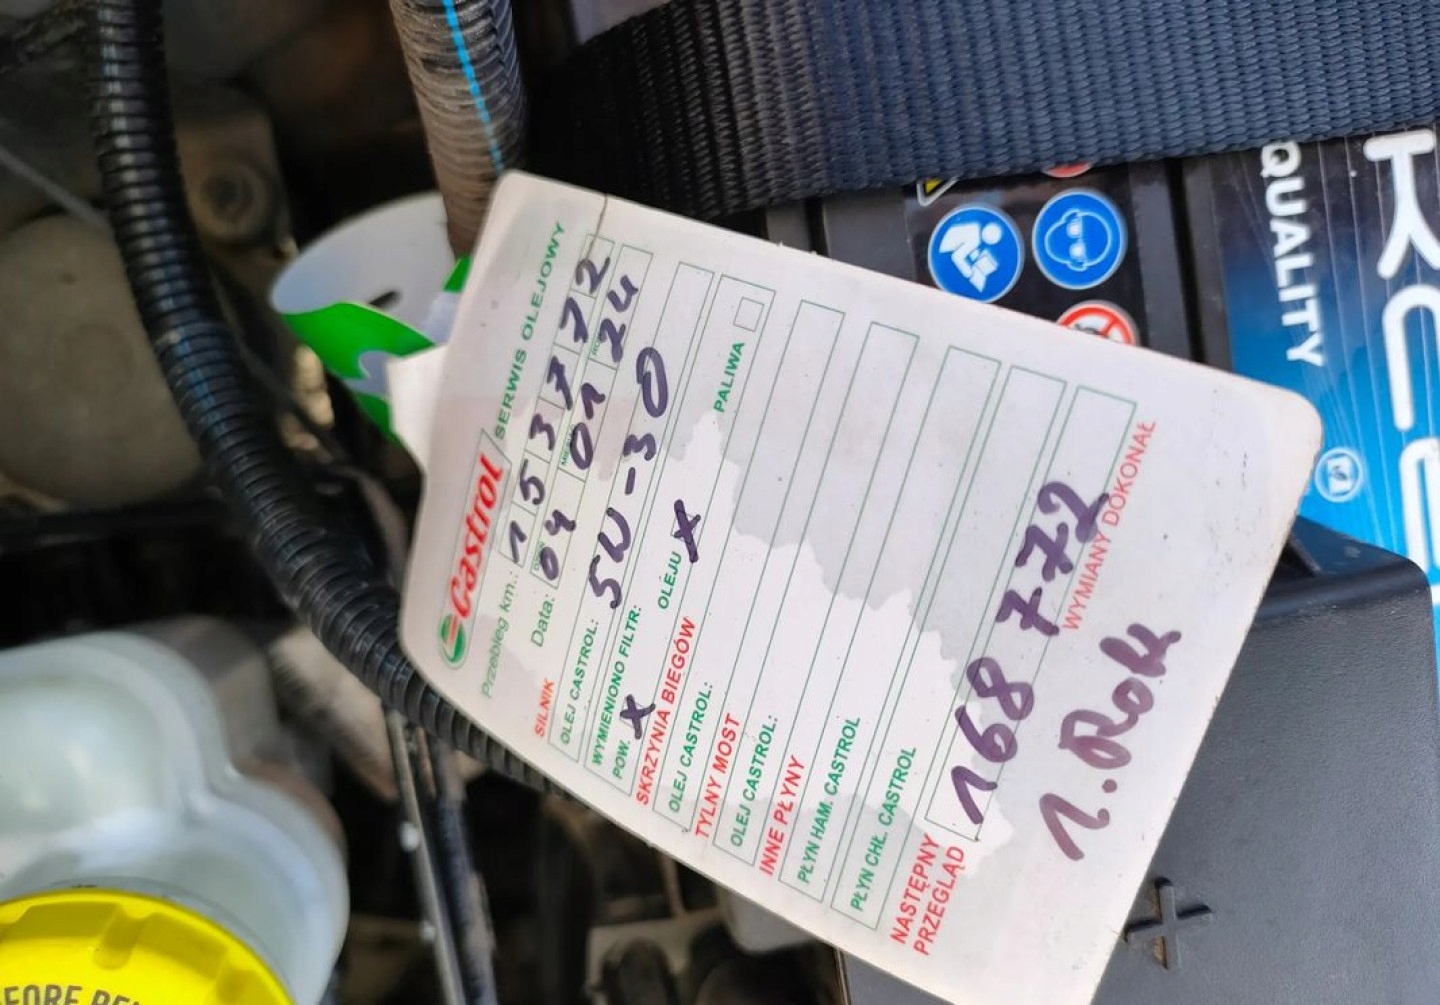 Castrol SERWIS OLEJOWY
Przebieg km.: 153772
Data: 04 01 24
SILNIK
OLEJ CASTROL: 5W-30
WYMIENIONO FILTR:
POW. X OLEJU X PALIWA
SKRZYNIA BIEGÓW
OLEJ CASTROL:
TYLNY MOST
OLEJ CASTROL:
INNE PŁYNY
PŁYN HAM. CASTROL
PŁYN CHŁ. CASTROL
NASTĘPNY
PRZEGLĄD 168 772
WYMIANY DOKONAŁ
1. Rok
QUALITY